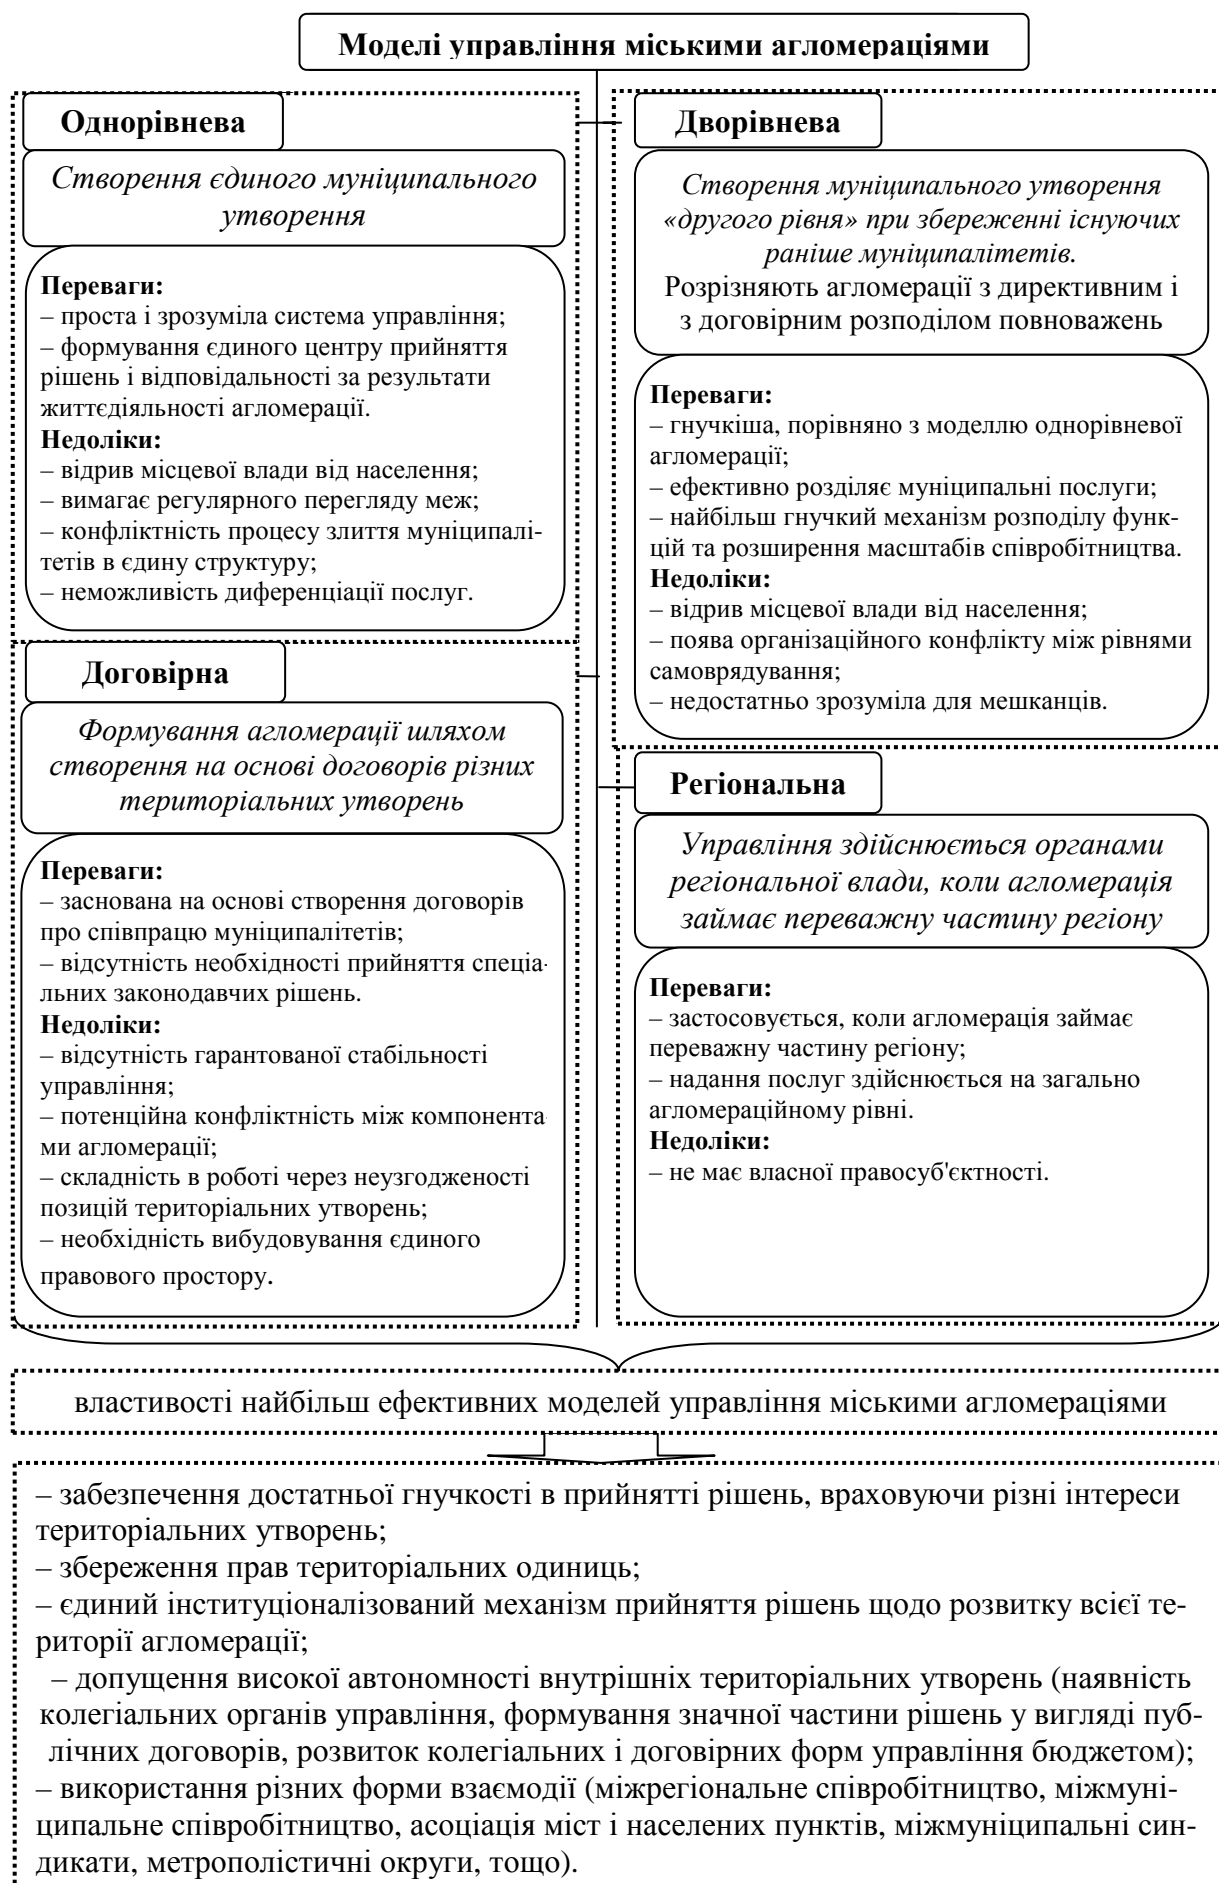 Моделі управління міськими агломераціями
Однорівнева
Створення єдиного муніципального
утворення
Переваги:
– проста і зрозуміла система управління;
– формування єдиного центру прийняття
рішень і відповідальності за результати
життєдіяльності агломерації.
Недоліки:
– відрив місцевої влади від населення;
– вимагає регулярного перегляду меж;
– конфліктність процесу злиття муніципалі-
тетів в єдину структуру;
– неможливість диференціації послуг.
Дворівнева
Створення муніципального утворення
«другого рівня» при збереженні існуючих
раніше муніципалітетів.
Розрізняють агломерації з директивним і
з договірним розподілом повноважень
Переваги:
– гнучкіша, порівняно з моделлю однорівневої
агломерації;
– ефективно розділяє муніципальні послуги;
– найбільш гнучкий механізм розподілу функ-
цій та розширення масштабів співробітництва.
Недоліки:
– відрив місцевої влади від населення;
– поява організаційного конфлікту між рівнями
самоврядування;
– недостатньо зрозуміла для мешканців.
Договірна
Формування агломерації шляхом
створення на основі договорів різних
територіальних утворень
Переваги:
– заснована на основі створення договорів
про співпрацю муніципалітетів;
– відсутність необхідності прийняття спеціа-
льних законодавчих рішень.
Недоліки:
– відсутність гарантованої стабільності
управління;
– потенційна конфліктність між компонента-
ми агломерації;
– складність в роботі через неузгодженості
позицій територіальних утворень;
– необхідність вибудовування єдиного
правового простору.
Регіональна
Управління здійснюється органами
регіональної влади, коли агломерація
займає переважну частину регіону
Переваги:
– застосовується, коли агломерація займає
переважну частину регіону;
– надання послуг здійснюється на загально
агломераційному рівні.
Недоліки:
– не має власної правосуб'єктності.
властивості найбільш ефективних моделей управління міськими агломераціями
– забезпечення достатньої гнучкості в прийнятті рішень, враховуючи різні інтереси
територіальних утворень;
– збереження прав територіальних одиниць;
– єдиний інституціоналізований механізм прийняття рішень щодо розвитку всієї те-
риторії агломерації;
– допущення високої автономності внутрішніх територіальних утворень (наявність
колегіальних органів управління, формування значної частини рішень у вигляді пуб-
лічних договорів, розвиток колегіальних і договірних форм управління бюджетом);
– використання різних форми взаємодії (міжрегіональне співробітництво, міжмуні-
ципальне співробітництво, асоціація міст і населених пунктів, міжмуніципальні син-
дикати, метрополістичні округи, тощо).